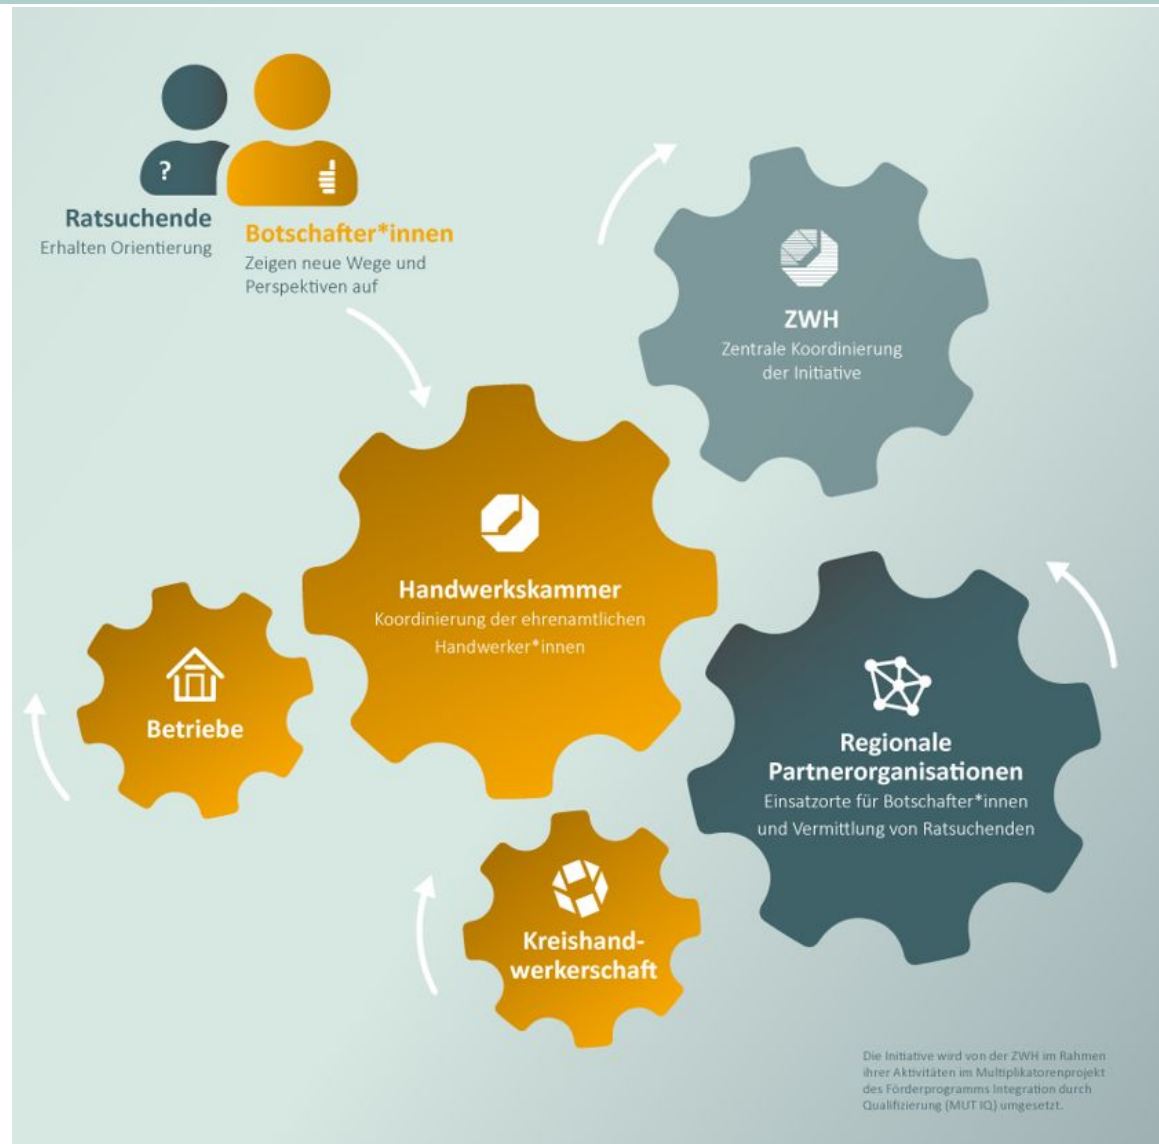 ?
Ratsuchende
Erhalten Orientierung
Botschafter*innen
Zeigen neue Wege und
Perspektiven auf
ZWH
Zentrale Koordinierung
der Initiative
Handwerkskammer
Koordinierung der ehrenamtlichen
Handwerker*innen
Betriebe
Regionale
Partnerorganisationen
Einsatzorte für Botschafter*innen
und Vermittlung von Ratsuchenden
Kreishand-
werkerschaft
Die Initiative wird von der ZWH im Rahmen
ihrer Aktivitäten im Multiplikatorenprojekt
des Förderprogramms Integration durch
Qualifizierung (MUT IQ) umgesetzt.